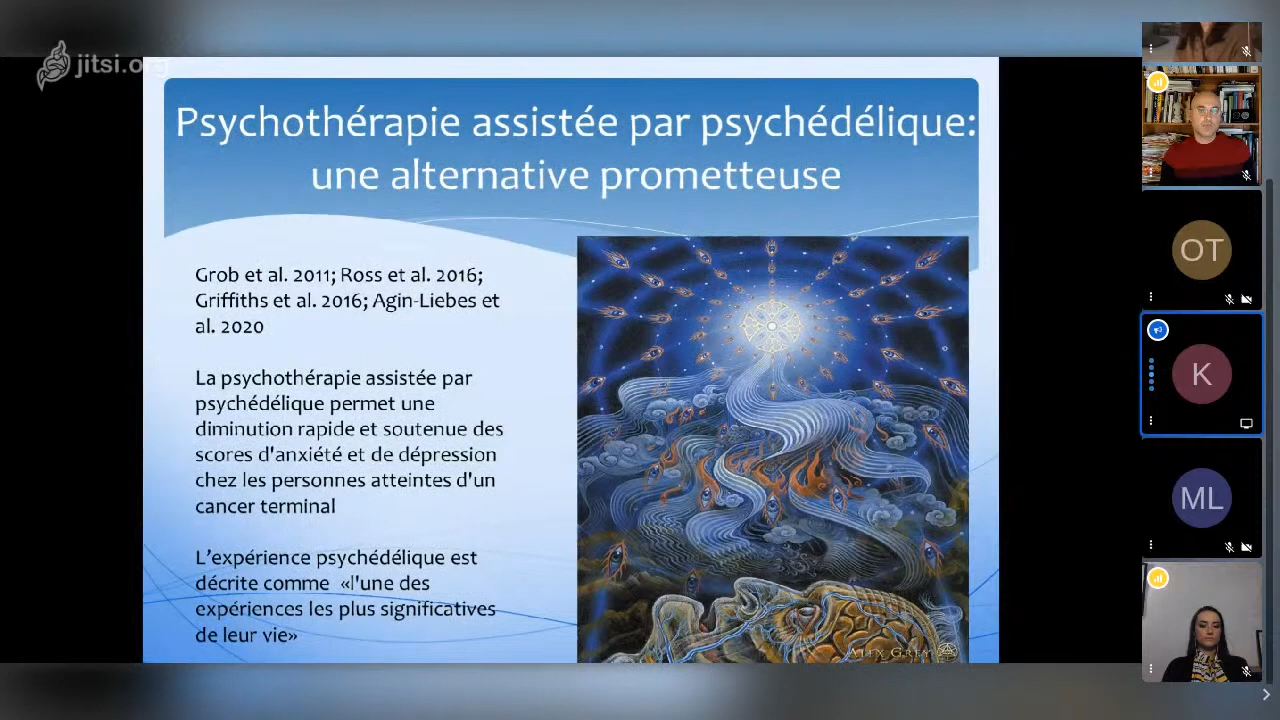 jitsi.org
Psychothérapie assistée par psychédélique:
une alternative prometteuse
Grob et al. 2011; Ross et al. 2016;
Griffiths et al. 2016; Agin-Liebes et
al. 2020
La psychothérapie assistée par
psychédélique permet une
diminution rapide et soutenue des
scores d'anxiété et de dépression
chez les personnes atteintes d'un
cancer terminal
L'expérience psychédélique est
décrite comme «l'une des
expériences les plus significatives
de leur vie»
ALEX GREY
OT
K
ML